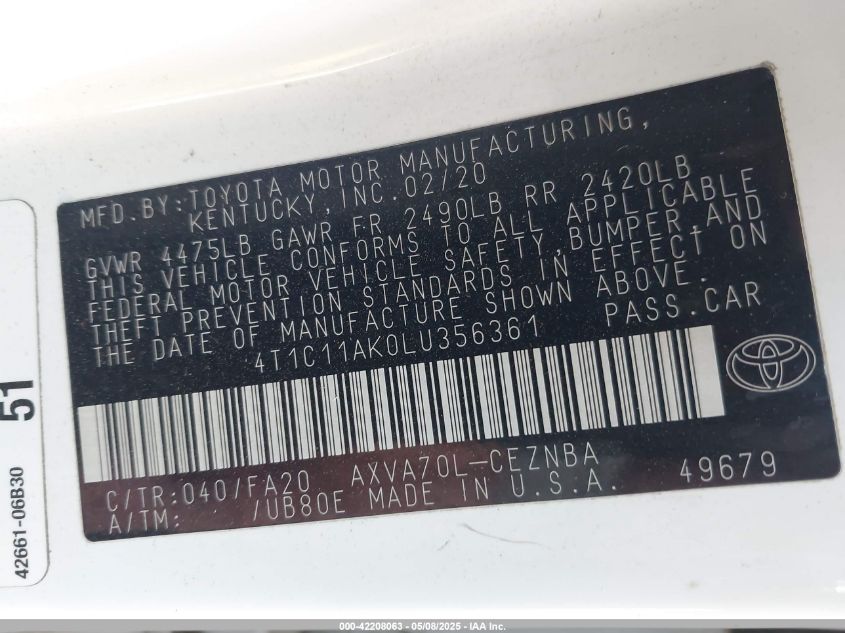 MFD. BY: TOYOTA MOTOR MANUFACTURING,
KENTUCKY, INC. 02/20
GVWR 4475LB GAWR FR 2490LB RR 2420LB
THIS VEHICLE CONFORMS TO ALL APPLICABLE
FEDERAL MOTOR VEHICLE SAFETY, BUMPER, AND
THEFT PREVENTION STANDARDS IN EFFECT ON
THE DATE OF MANUFACTURE SHOWN ABOVE.
4T1C11AK0LU356361 PASS. CAR
C/TR: 040/FA20 AXVA70L-CEZNBA
A/TM: /UB80E MADE IN U.S.A. 49679
51
42661-06B30
000-42208063 - 05/08/2025 - IAA Inc.